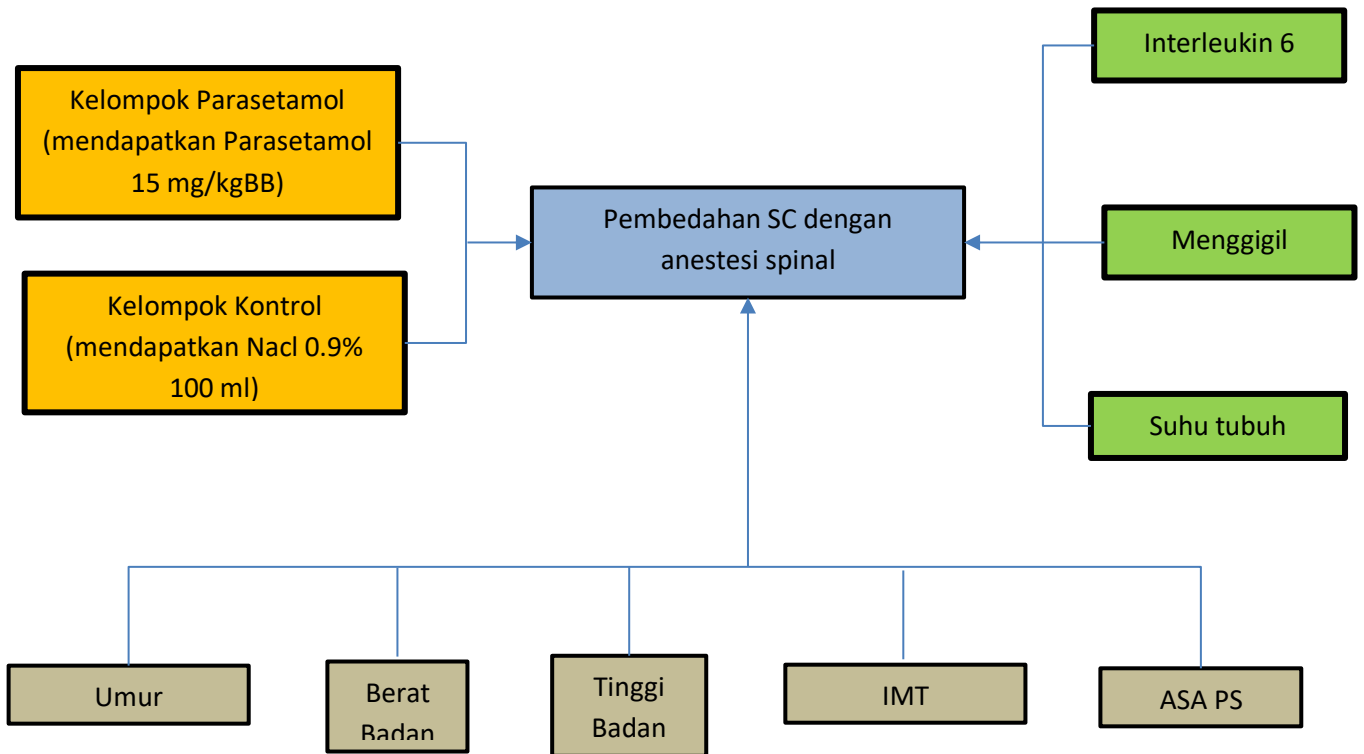 Kelompok Parasetamol
(mendapatkan Parasetamol
15 mg/kgBB)
Kelompok Kontrol
(mendapatkan Nacl 0.9%
100 ml)
Pembedahan SC dengan
anestesi spinal
Interleukin 6
Menggigil
Suhu tubuh
Umur
Berat
Badan
Tinggi
Badan
IMT
ASA PS